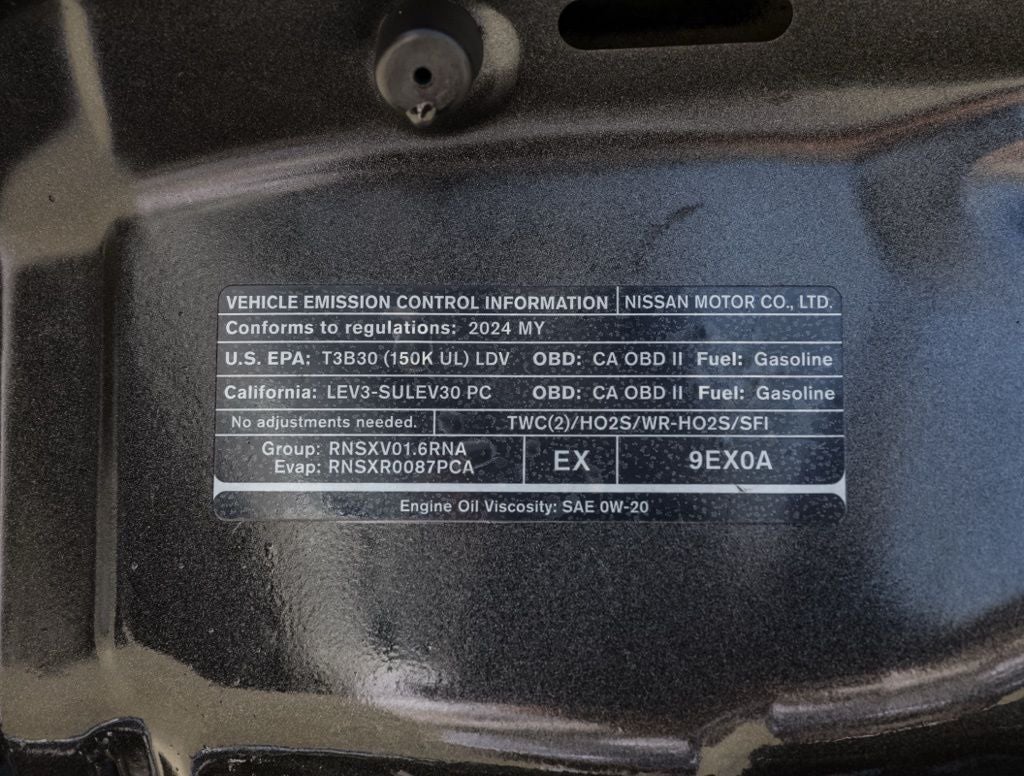 VEHICLE EMISSION CONTROL INFORMATION NISSAN MOTOR CO., LTD.
Conforms to regulations: 2024 MY
U.S. EPA: T3B30 (150K UL) LDV OBD: CA OBD II Fuel: Gasoline
California: LEV3-SULEV30 PC OBD: CA OBD II Fuel: Gasoline
No adjustments needed. TWC(2)/HO2S/WR-HO2S/SFI
Group: RNSXV01.6RNA
Evap: RNSXR0087PCA
EX 9EX0A
Engine Oil Viscosity: SAE 0W-20